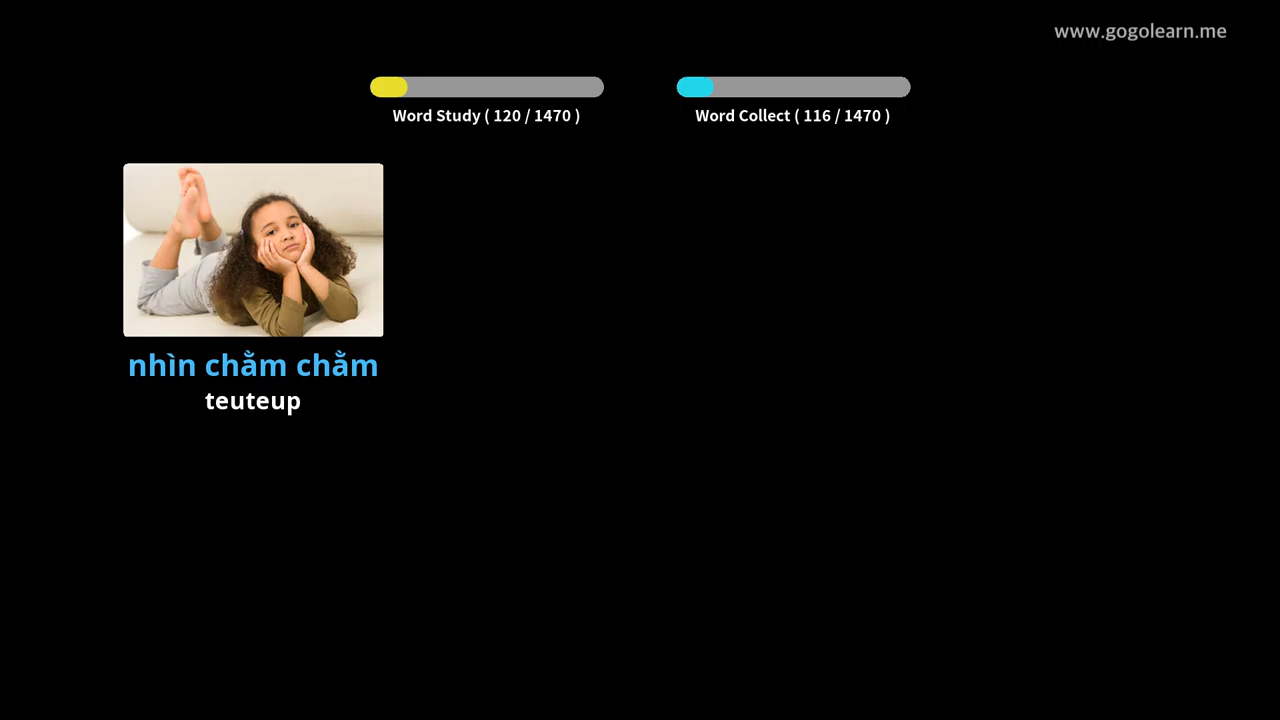 www.gogolearn.me
Word Study ( 120 / 1470 )
Word Collect ( 116 / 1470 )
nhìn chằm chằm
teuteup